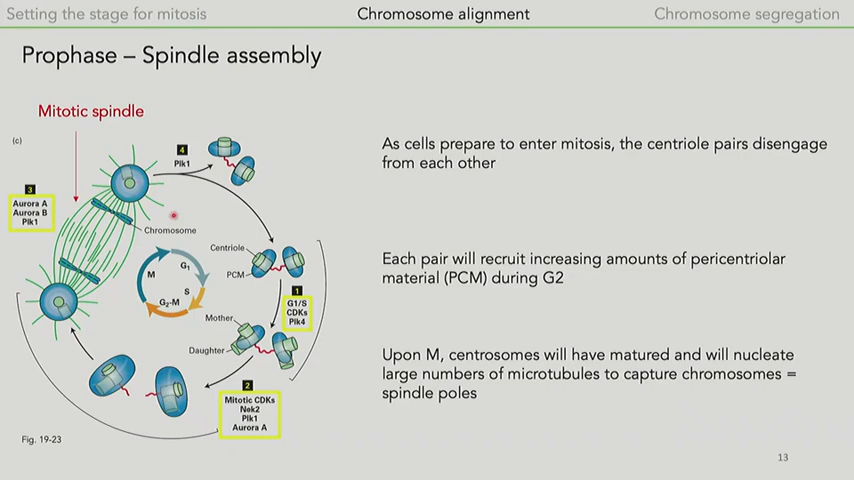 Setting the stage for mitosis
Chromosome alignment
Chromosome segregation
Prophase – Spindle assembly
Mitotic spindle
(c)
4
Plk1
3
Aurora A
Aurora B
Plk1
Chromosome
Centriole
PCM
M
G1
S
G2-M
1
G1/S
CDKs
Plk4
Mother
Daughter
2
Mitotic CDKs
Nek2
Plk1
Aurora A
Fig. 19-23
As cells prepare to enter mitosis, the centriole pairs disengage
from each other
Each pair will recruit increasing amounts of pericentriolar
material (PCM) during G2
Upon M, centrosomes will have matured and will nucleate
large numbers of microtubules to capture chromosomes =
spindle poles
13